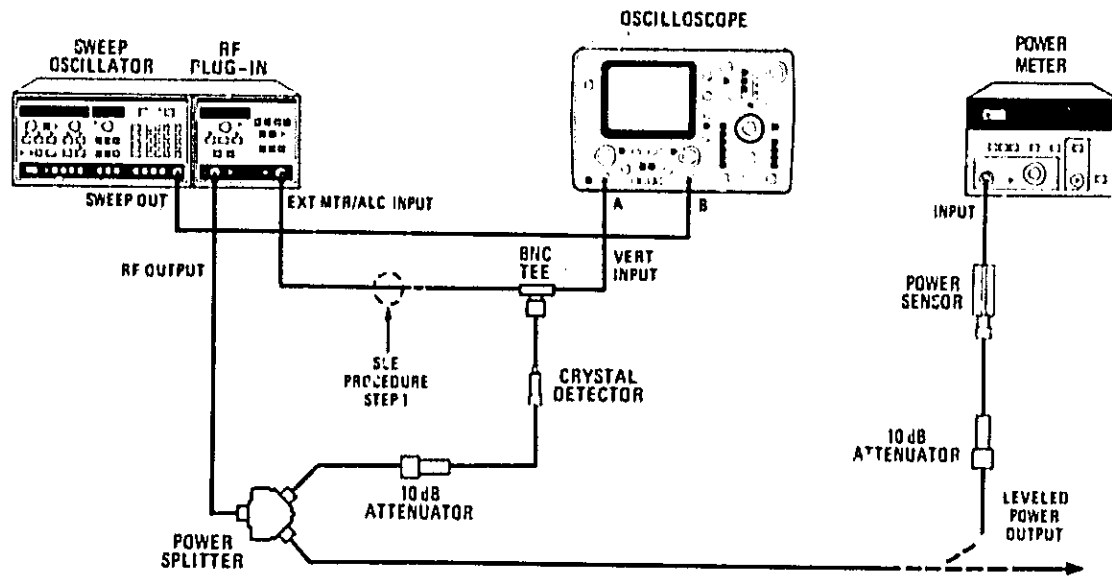 OSCILLOSCOPE
SWEEP
OSCILLATOR
RF
PLUG-IN
POWER
METER
SWEEP OUT
EXT MTR/ALC INPUT
A
B
INPUT
RF OUTPUT
BNC
TEE
VERT
INPUT
POWER
SENSOR
SEE
PROCEDURE
STEP 1
CRYSTAL
DETECTOR
10 dB
ATTENUATOR
10 dB
ATTENUATOR
LEVELED
POWER
OUTPUT
POWER
SPLITTER